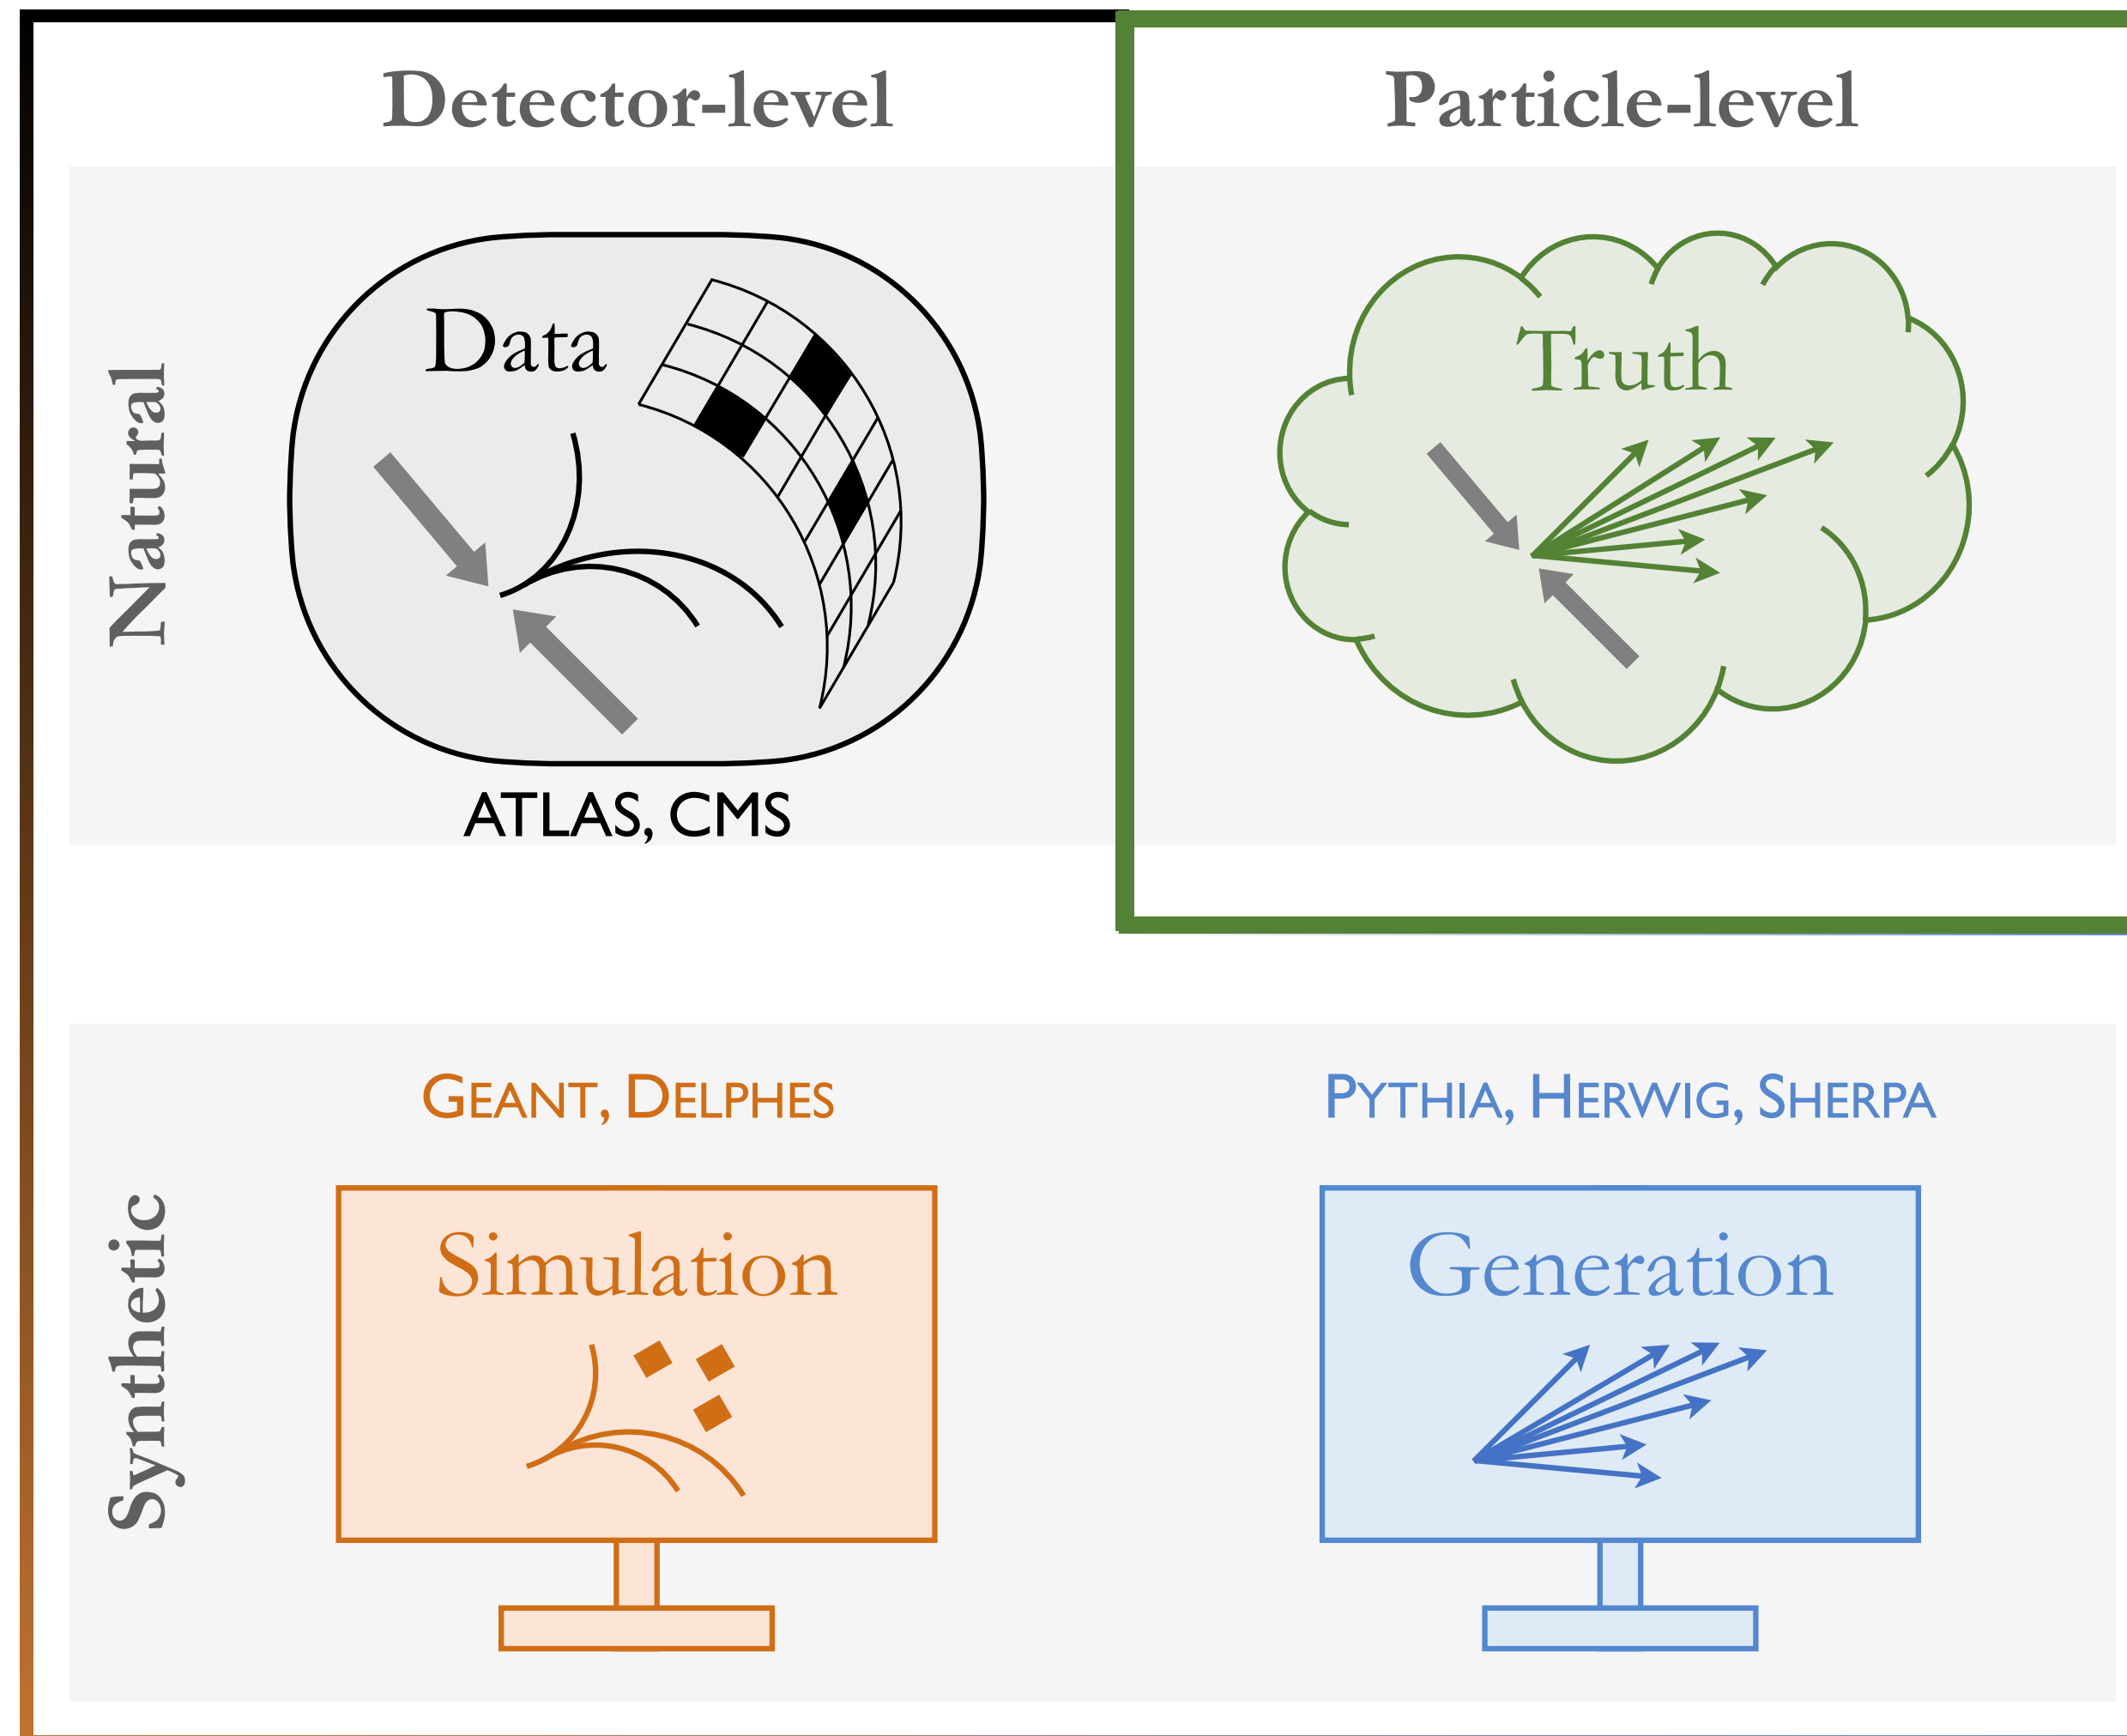 Detector-level
Particle-level
Natural
Data
Truth
ATLAS, CMS
Synthetic
GEANT, DELPHES
PYTHIA, HERWIG, SHERPA
Simulation
Generation